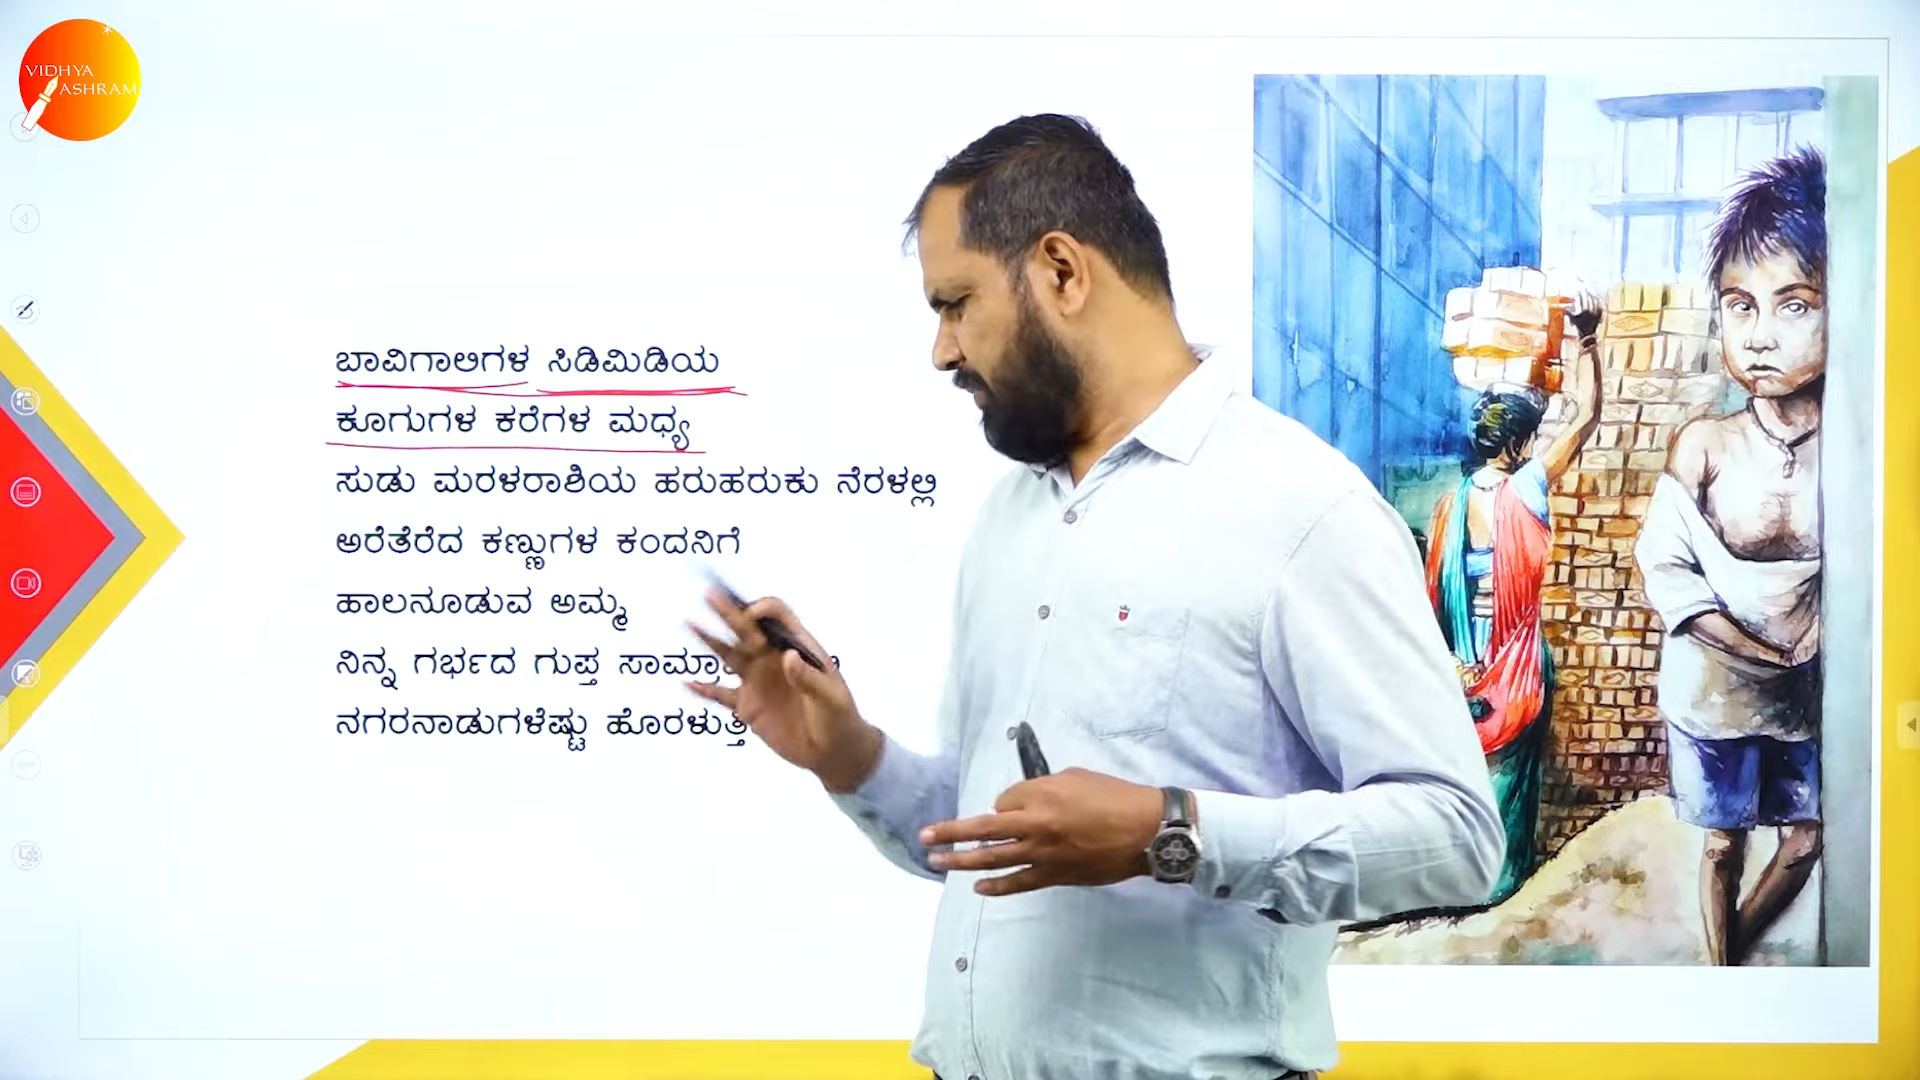 VIDHYA
ASHRAM
ಬಾವಿಗಾಲಿಗಳ ಸಿಡಿಮಿಡಿಯ
ಕೂಗುಗಳ ಕರೆಗಳ ಮಧ್ಯ
ಸುಡು ಮರಳರಾಶಿಯ ಹರುಹರುಕು ನೆರಳಲ್ಲಿ
ಅರೆತೆರೆದ ಕಣ್ಣುಗಳ ಕಂದನಿಗೆ
ಹಾಲನೂಡುವ ಅಮ್ಮ
ನಿನ್ನ ಗರ್ಭದ ಗುಪ್ತ
ನಗರನಾಡುಗಳೆಷ್ಟು